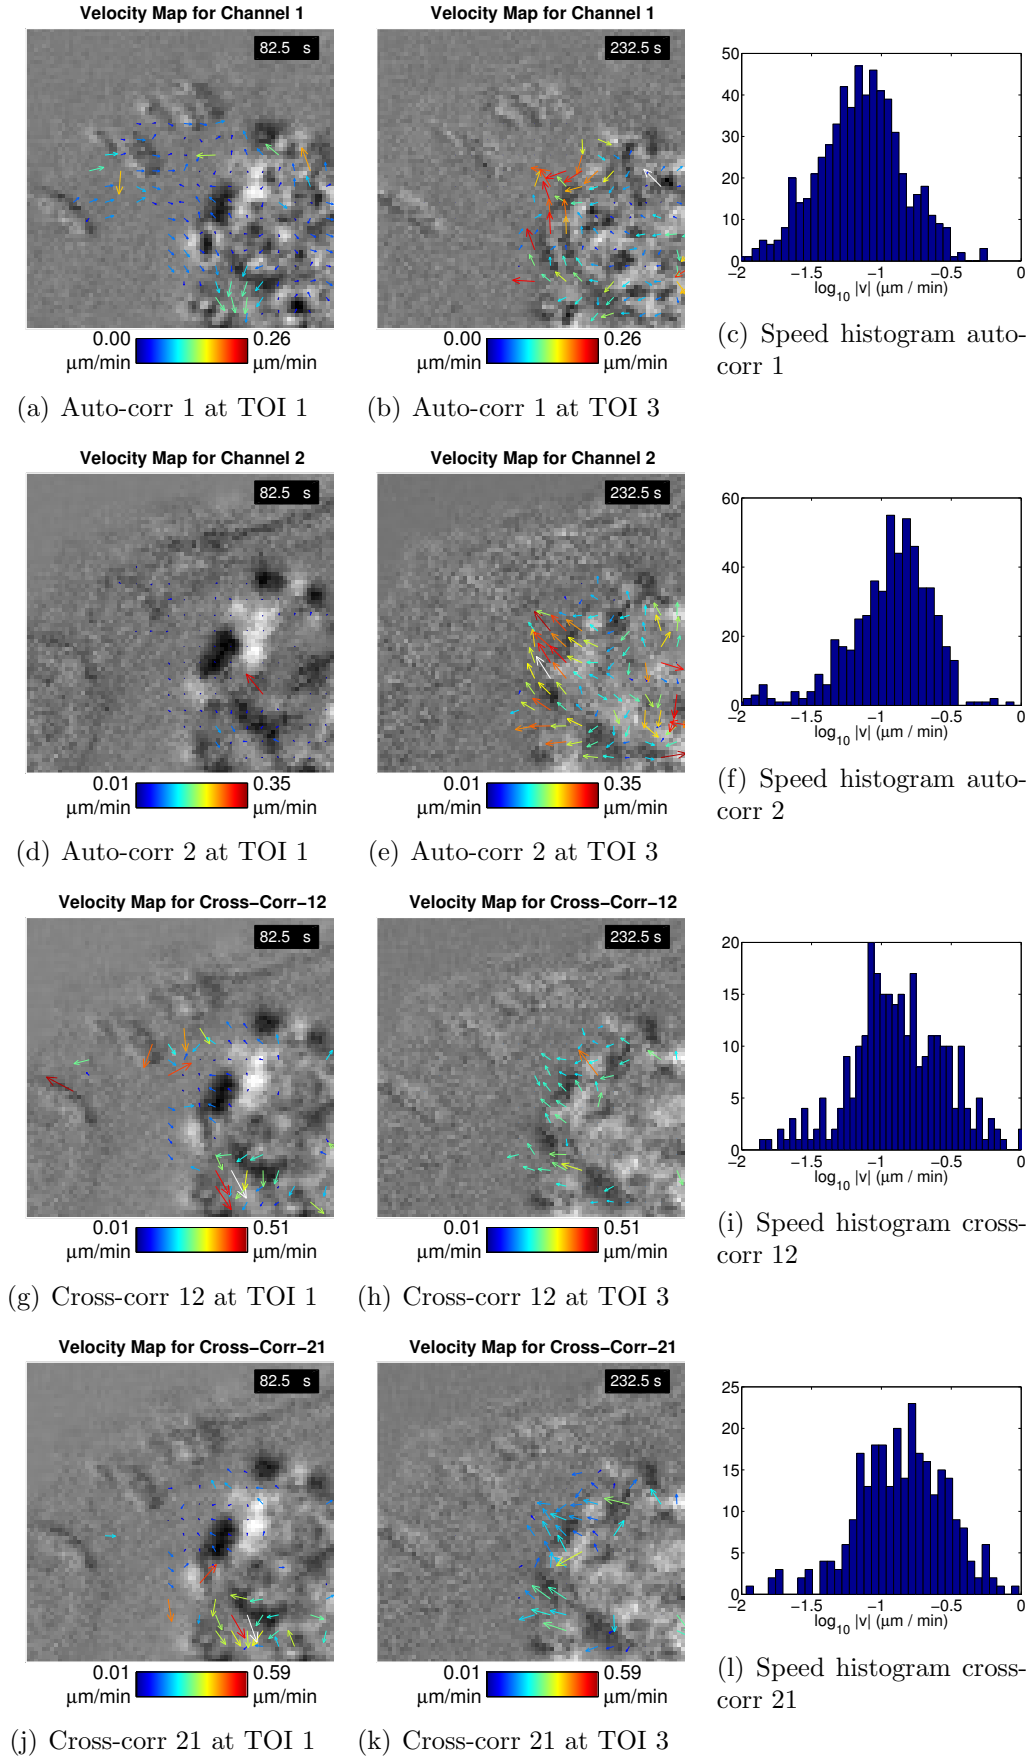 Velocity Map for Channel 1
82.5 s
0.00
µm/min
0.26
µm/min
(a) Auto-corr 1 at TOI 1
Velocity Map for Channel 1
232.5 s
0.00
µm/min
0.26
µm/min
(b) Auto-corr 1 at TOI 3
50
40
30
20
10
0
−2 −1.5 −1 −0.5 0
log10 |v| (µm / min)
(c) Speed histogram auto-
corr 1
Velocity Map for Channel 2
82.5 s
0.01
µm/min
0.35
µm/min
(d) Auto-corr 2 at TOI 1
Velocity Map for Channel 2
232.5 s
0.01
µm/min
0.35
µm/min
(e) Auto-corr 2 at TOI 3
60
40
20
0
−2 −1.5 −1 −0.5 0
log10 |v| (µm / min)
(f) Speed histogram auto-
corr 2
Velocity Map for Cross−Corr−12
82.5 s
0.01
µm/min
0.51
µm/min
(g) Cross-corr 12 at TOI 1
Velocity Map for Cross−Corr−12
232.5 s
0.01
µm/min
0.51
µm/min
(h) Cross-corr 12 at TOI 3
20
15
10
5
0
−2 −1.5 −1 −0.5 0
log10 |v| (µm / min)
(i) Speed histogram cross-
corr 12
Velocity Map for Cross−Corr−21
82.5 s
0.01
µm/min
0.59
µm/min
(j) Cross-corr 21 at TOI 1
Velocity Map for Cross−Corr−21
232.5 s
0.01
µm/min
0.59
µm/min
(k) Cross-corr 21 at TOI 3
25
20
15
10
5
0
−2 −1.5 −1 −0.5 0
log10 |v| (µm / min)
(l) Speed histogram cross-
corr 21